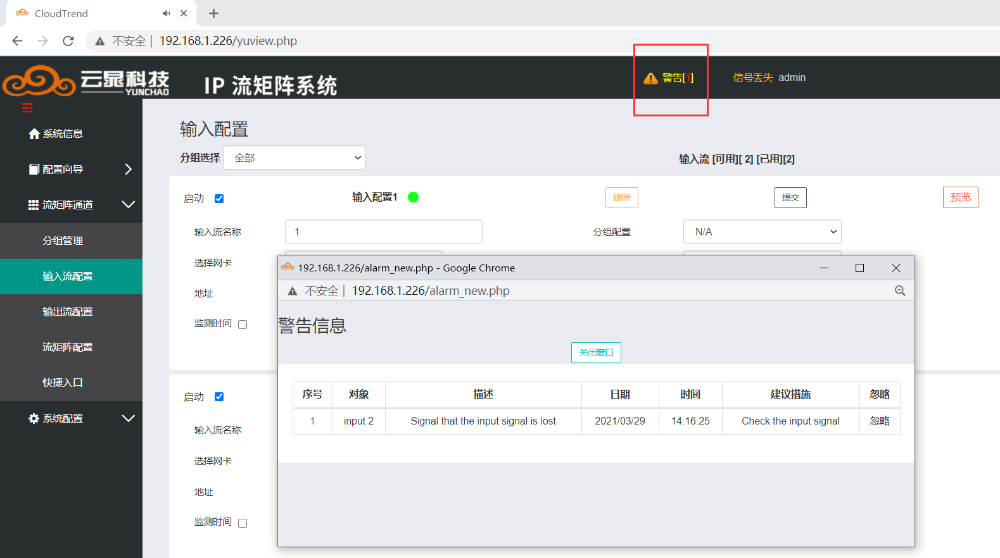 CloudTrend
不安全 | 192.168.1.226/yuview.php
云晁科技
YUNCHAO
IP 流矩阵系统
警告[1]
信号丢失 admin
系统信息
配置向导
流矩阵通道
分组管理
输入流配置
输出流配置
流矩阵配置
快捷入口
系统配置
输入配置
分组选择 全部
输入流 [可用][ 2] [已用][2]
启动 输入配置1 删除 提交 预览
输入流名称 1 分组配置 N/A
选择网卡
地址
监测时间
启动
输入流名称
选择网卡
地址
监测时间
192.168.1.226/alarm_new.php - Google Chrome
不安全 | 192.168.1.226/alarm_new.php
警告信息
关闭窗口
序号 对象 描述 日期 时间 建议措施 忽略
1 input 2 Signal that the input signal is lost 2021/03/29 14:16:25 Check the input signal 忽略